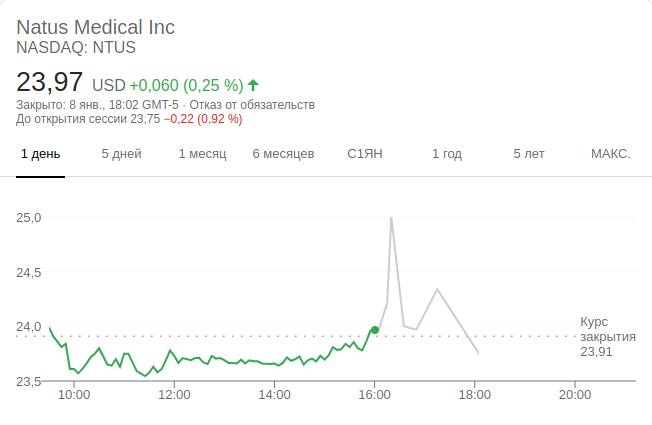 Natus Medical Inc
NASDAQ: NTUS
23,97 USD +0,060 (0,25 %)
Закрыто: 8 янв., 18:02 GMT-5 · Отказ от обязательств
До открытия сессии 23,75 −0,22 (0,92 %)
1 день 5 дней 1 месяц 6 месяцев С1ЯН 1 год 5 лет МАКС.
25,0
24,5
24,0
23,5
Курс
закрытия
23,91
10:00 12:00 14:00 16:00 18:00 20:00